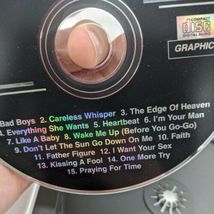 COMPACT
disc
DIGITAL AUDIO
GRAPHIC
Bad Boys 2. Careless Whisper 3. The Edge Of Heaven
4. Everything She Wants 5. Heartbeat 6. I'm Your Man
7. Like A Baby 8. Wake Me Up (Before You Go-Go)
9. Don't Let The Sun Go Down On Me 10. Faith
11. Father Figure 12. I Want Your Sex
13. Kissing A Fool 14. One More Try
15. Praying For Time